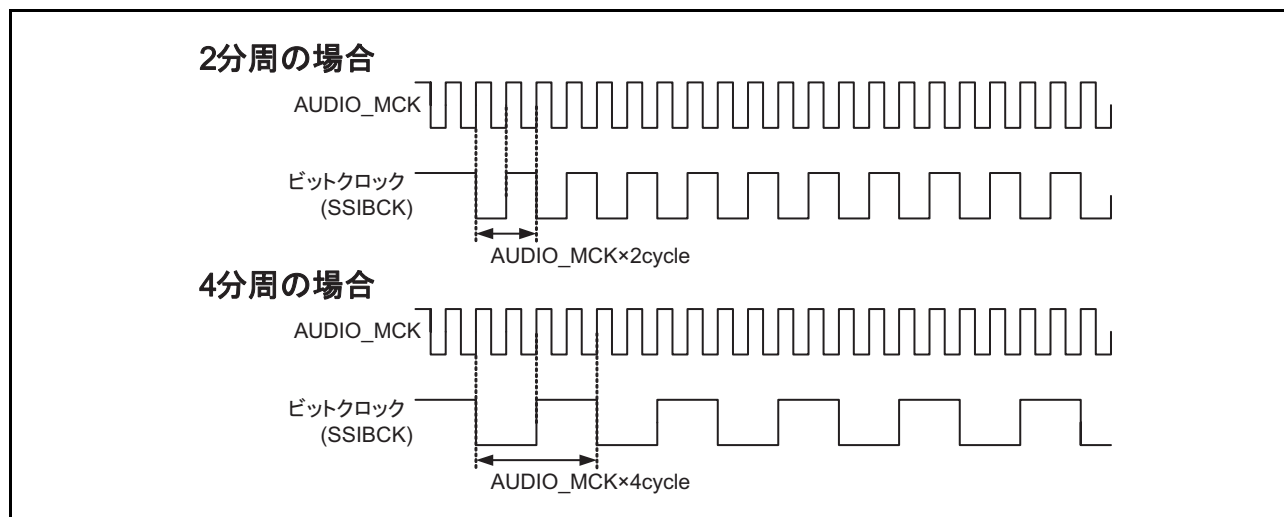 2分周の場合
AUDIO_MCK
ビットクロック
(SSIBCK)
AUDIO_MCK×2cycle
4分周の場合
AUDIO_MCK
ビットクロック
(SSIBCK)
AUDIO_MCK×4cycle